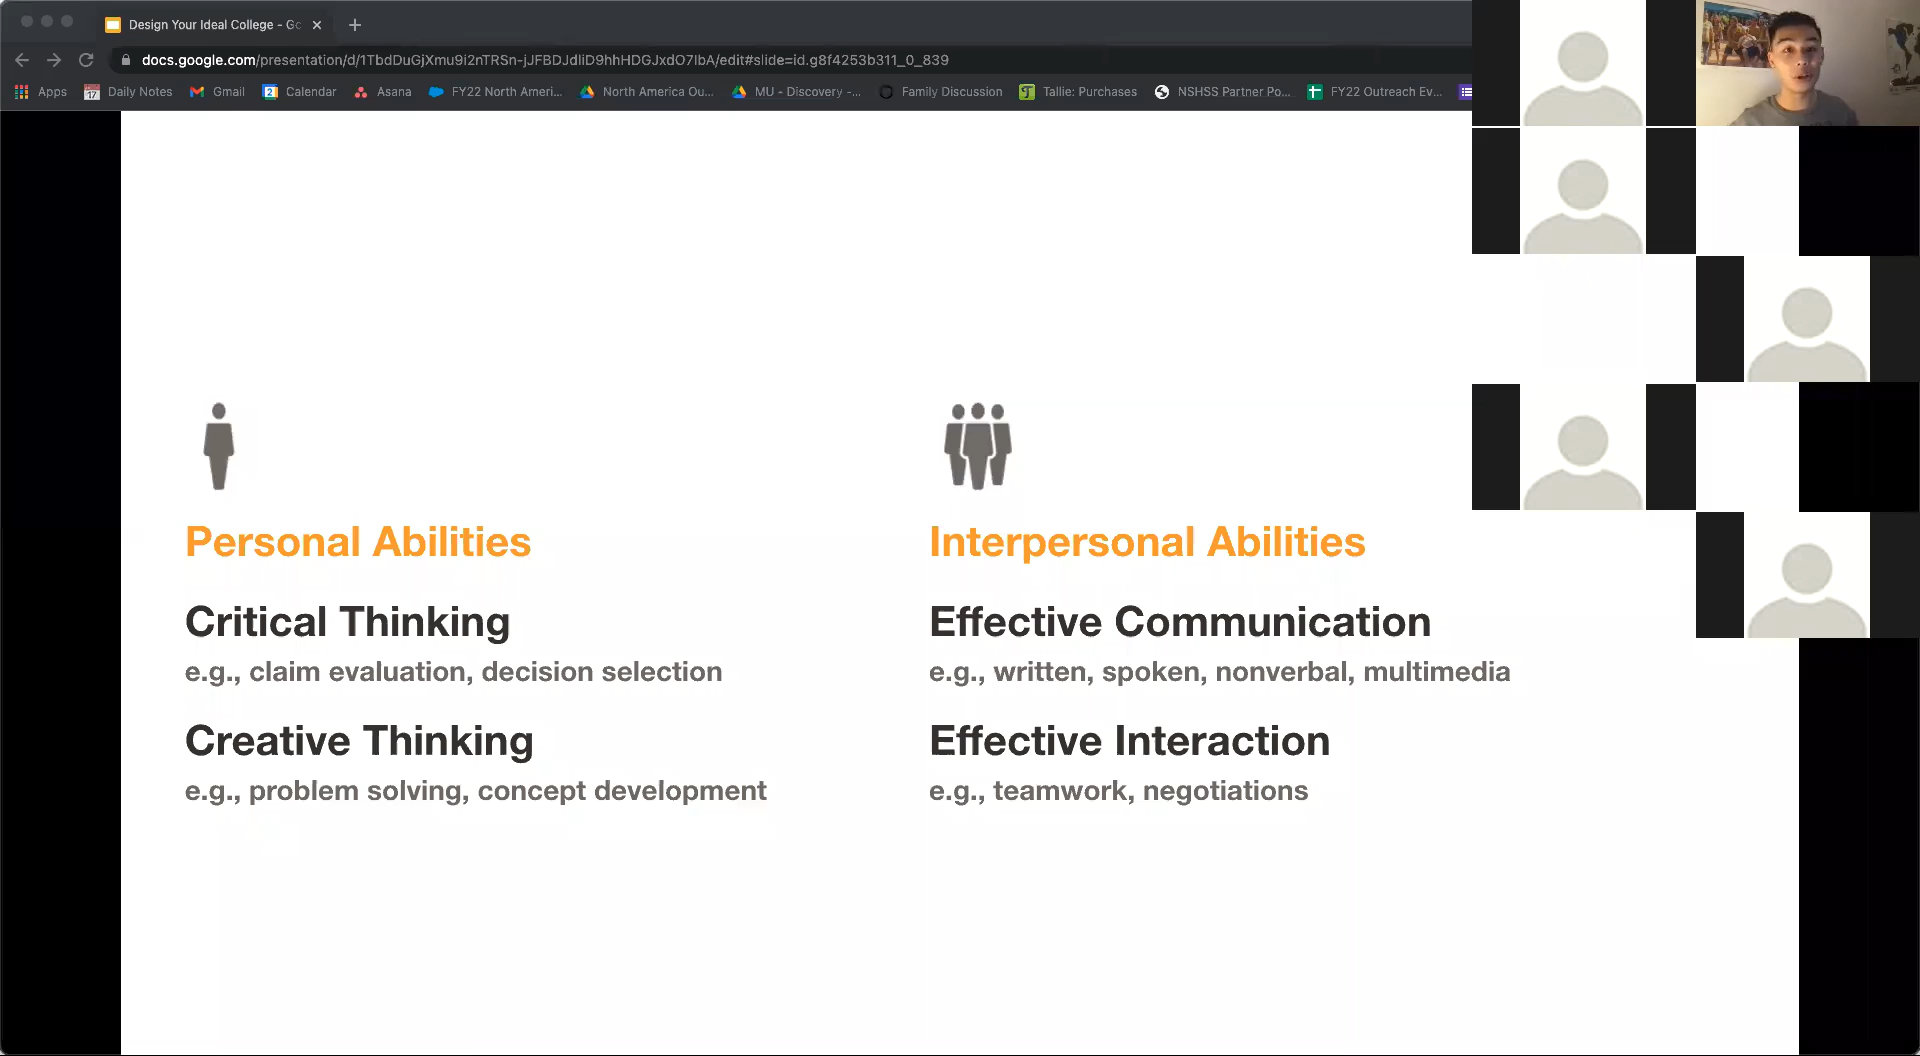 Design Your Ideal College - Gc
docs.google.com/presentation/d/1TbdDuGjXmu9i2nTRSn-jJFBDJdliD9hhHDGJxdO7IbA/edit#slide=id.g8f4253b311_0_839
Apps 17 Daily Notes Gmail 2 Calendar Asana FY22 North Ameri... North America Ou... MU - Discovery -... Family Discussion Tallie: Purchases NSHSS Partner Po... FY22 Outreach Ev...
Personal Abilities
Critical Thinking
e.g., claim evaluation, decision selection
Creative Thinking
e.g., problem solving, concept development
Interpersonal Abilities
Effective Communication
e.g., written, spoken, nonverbal, multimedia
Effective Interaction
e.g., teamwork, negotiations